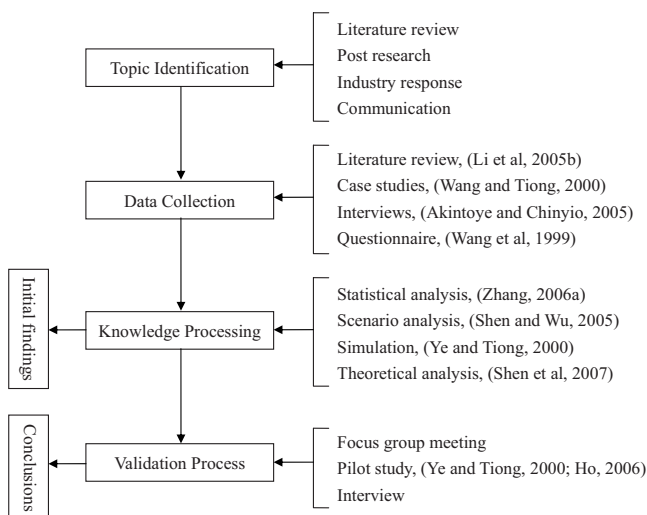 Literature review
Post research
Topic Identification
Industry response
Communication
Literature review, (Li et al, 2005b)
Case studies, (Wang and Tiong, 2000)
Data Collection
Interviews, (Akintoye and Chinyio, 2005)
Questionnaire, (Wang et al, 1999)
Initial findings
Knowledge Processing
Statistical analysis, (Zhang, 2006a)
Scenario analysis, (Shen and Wu, 2005)
Simulation, (Ye and Tiong, 2000)
Theoretical analysis, (Shen et al, 2007)
Conclusions
Validation Process
Focus group meeting
Pilot study, (Ye and Tiong, 2000; Ho, 2006)
Interview